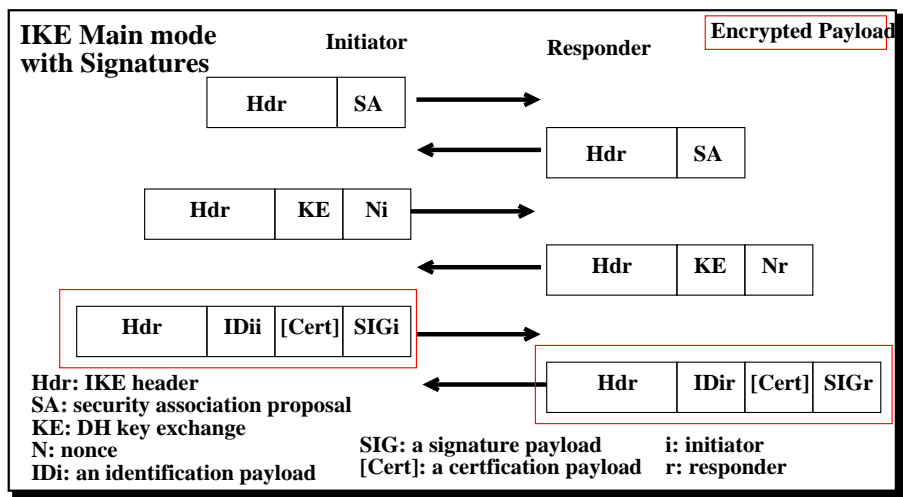 IKE Main mode
with Signatures
Initiator
Responder
Encrypted Payload
Hdr SA
Hdr SA
Hdr KE Ni
Hdr KE Nr
Hdr IDii [Cert] SIGi
Hdr IDir [Cert] SIGr
Hdr: IKE header
SA: security association proposal
KE: DH key exchange
N: nonce
IDi: an identification payload
SIG: a signature payload
[Cert]: a certfication payload
i: initiator
r: responder